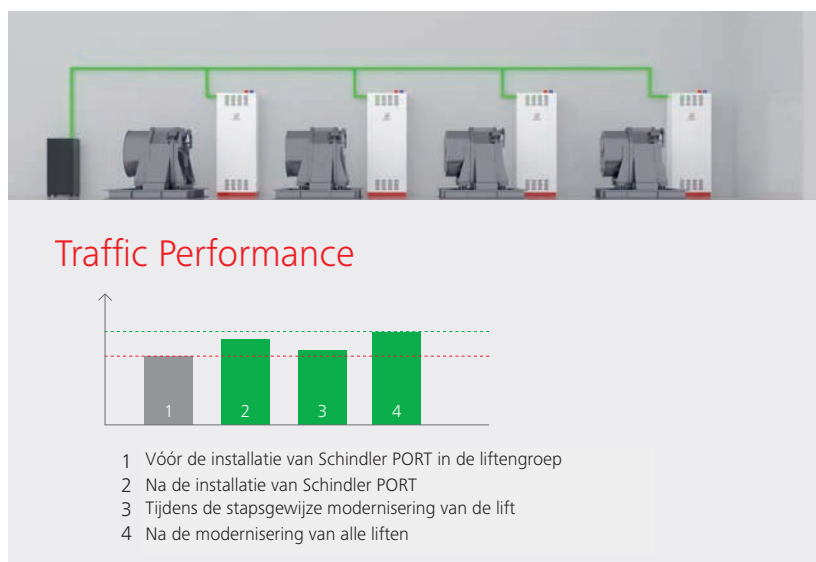 Traffic Performance
1 2 3 4
1 Vóór de installatie van Schindler PORT in de liftengroep
2 Na de installatie van Schindler PORT
3 Tijdens de stapsgewijze modernisering van de lift
4 Na de modernisering van alle liften